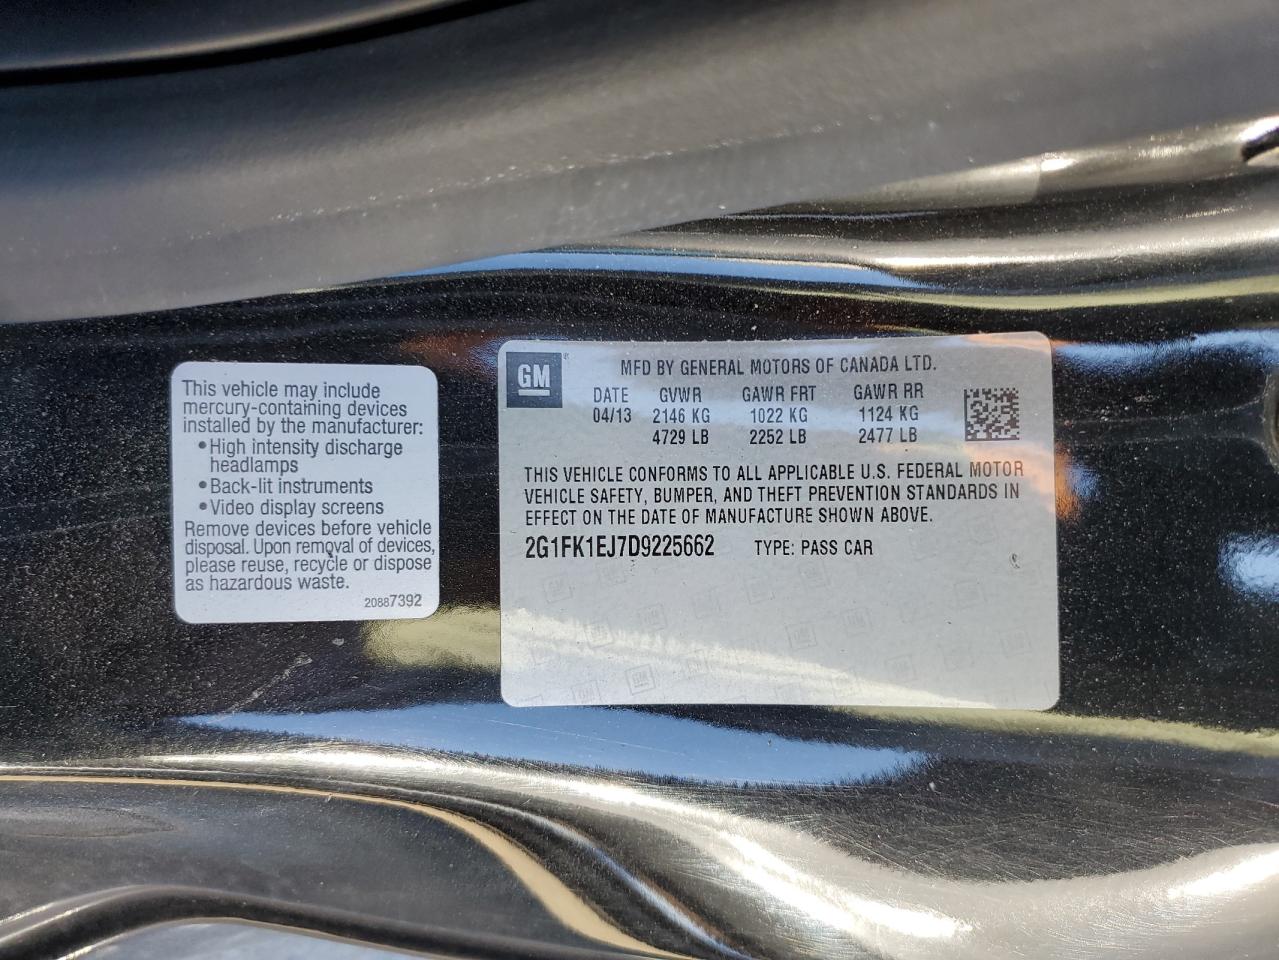 This vehicle may include
mercury-containing devices
installed by the manufacturer:
• High intensity discharge
headlamps
• Back-lit instruments
• Video display screens
Remove devices before vehicle
disposal. Upon removal of devices,
please reuse, recycle or dispose
as hazardous waste.
20887392
GM®
MFD BY GENERAL MOTORS OF CANADA LTD.
DATE GVWR GAWR FRT GAWR RR
04/13 2146 KG 1022 KG 1124 KG
4729 LB 2252 LB 2477 LB
THIS VEHICLE CONFORMS TO ALL APPLICABLE U.S. FEDERAL MOTOR
VEHICLE SAFETY, BUMPER, AND THEFT PREVENTION STANDARDS IN
EFFECT ON THE DATE OF MANUFACTURE SHOWN ABOVE.
2G1FK1EJ7D9225662 TYPE: PASS CAR